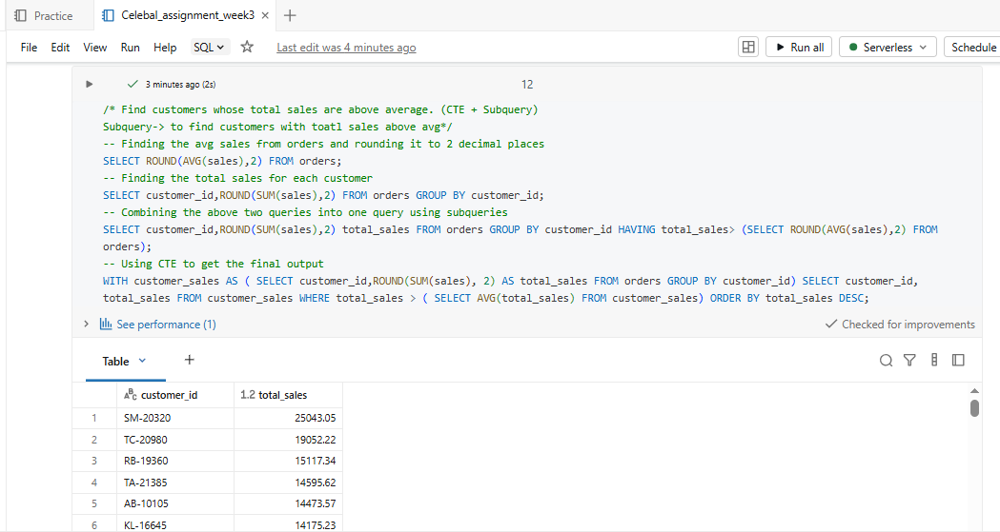 Practice
Celebal_assignment_week3
File Edit View Run Help SQL Last edit was 4 minutes ago Run all Serverless Schedule
3 minutes ago (2s) 12
/* Find customers whose total sales are above average. (CTE + Subquery)
Subquery-> to find customers with toatl sales above avg*/
-- Finding the avg sales from orders and rounding it to 2 decimal places
SELECT ROUND(AVG(sales),2) FROM orders;
-- Finding the total sales for each customer
SELECT customer_id,ROUND(SUM(sales),2) FROM orders GROUP BY customer_id;
-- Combining the above two queries into one query using subqueries
SELECT customer_id,ROUND(SUM(sales),2) total_sales FROM orders GROUP BY customer_id HAVING total_sales> (SELECT ROUND(AVG(sales),2) FROM
orders);
-- Using CTE to get the final output
WITH customer_sales AS ( SELECT customer_id,ROUND(SUM(sales), 2) AS total_sales FROM orders GROUP BY customer_id) SELECT customer_id,
total_sales FROM customer_sales WHERE total_sales > ( SELECT AVG(total_sales) FROM customer_sales) ORDER BY total_sales DESC;
See performance (1) Checked for improvements
Table
customer_id 1.2 total_sales
1 SM-20320 25043.05
2 TC-20980 19052.22
3 RB-19360 15117.34
4 TA-21385 14595.62
5 AB-10105 14473.57
6 KL-16645 14175.23